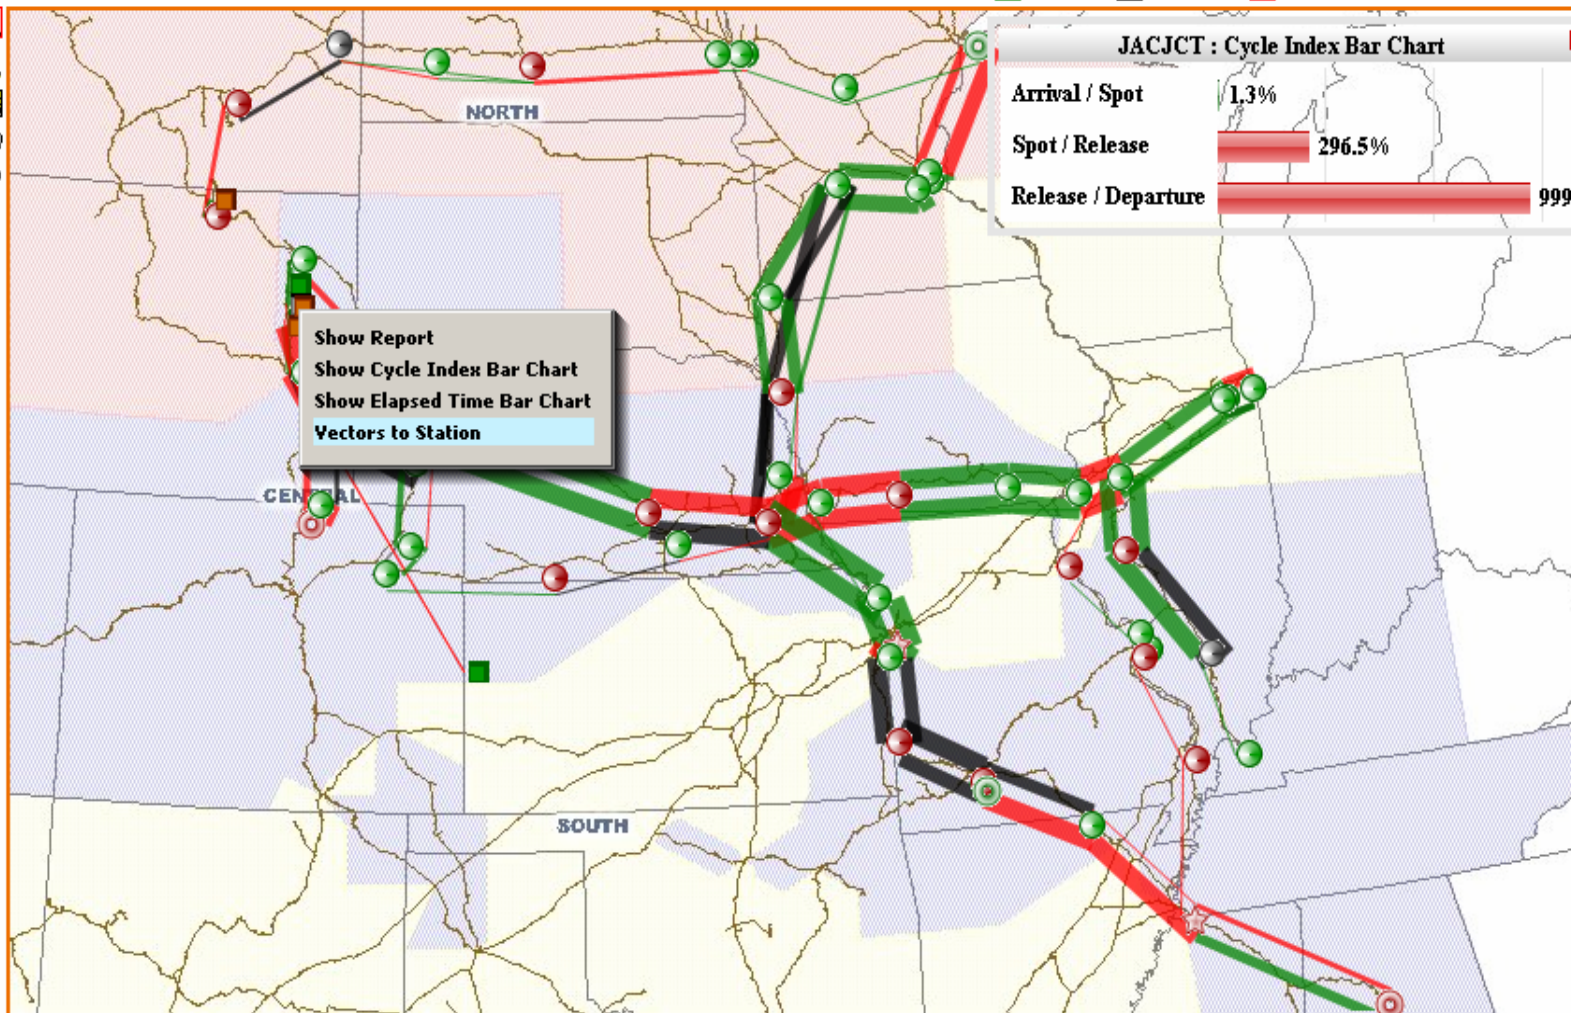 JACJCT : Cycle Index Bar Chart
Arrival / Spot 1.3%
Spot / Release 296.5%
Release / Departure 999
NORTH
Show Report
Show Cycle Index Bar Chart
Show Elapsed Time Bar Chart
Vectors to Station
CENTRAL
SOUTH